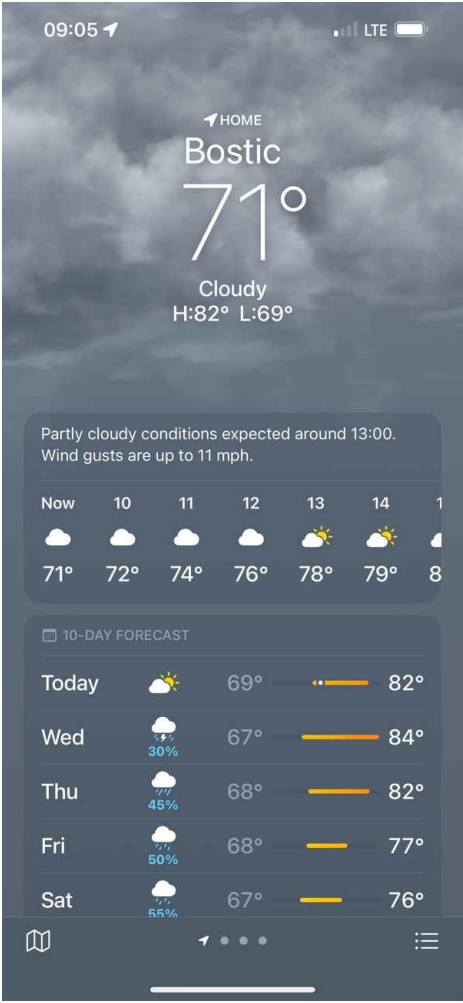 09:05 LTE
HOME
Bostic
71°
Cloudy
H:82° L:69°
Partly cloudy conditions expected around 13:00.
Wind gusts are up to 11 mph.
Now 10 11 12 13 14
71° 72° 74° 76° 78° 79°
10-DAY FORECAST
Today 69° 82°
Wed 30% 67° 84°
Thu 45% 68° 82°
Fri 50% 68° 77°
Sat 55% 67° 76°